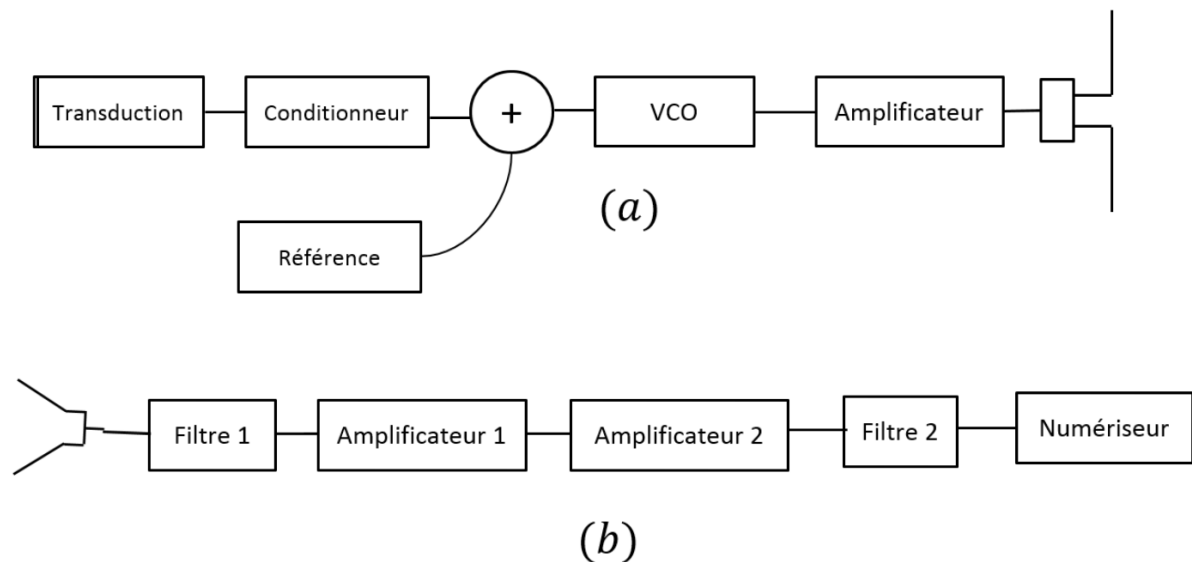 Transduction
Conditionneur
+
VCO
Amplificateur
(a)
Référence
Filtre 1
Amplificateur 1
Amplificateur 2
Filtre 2
Numériseur
(b)